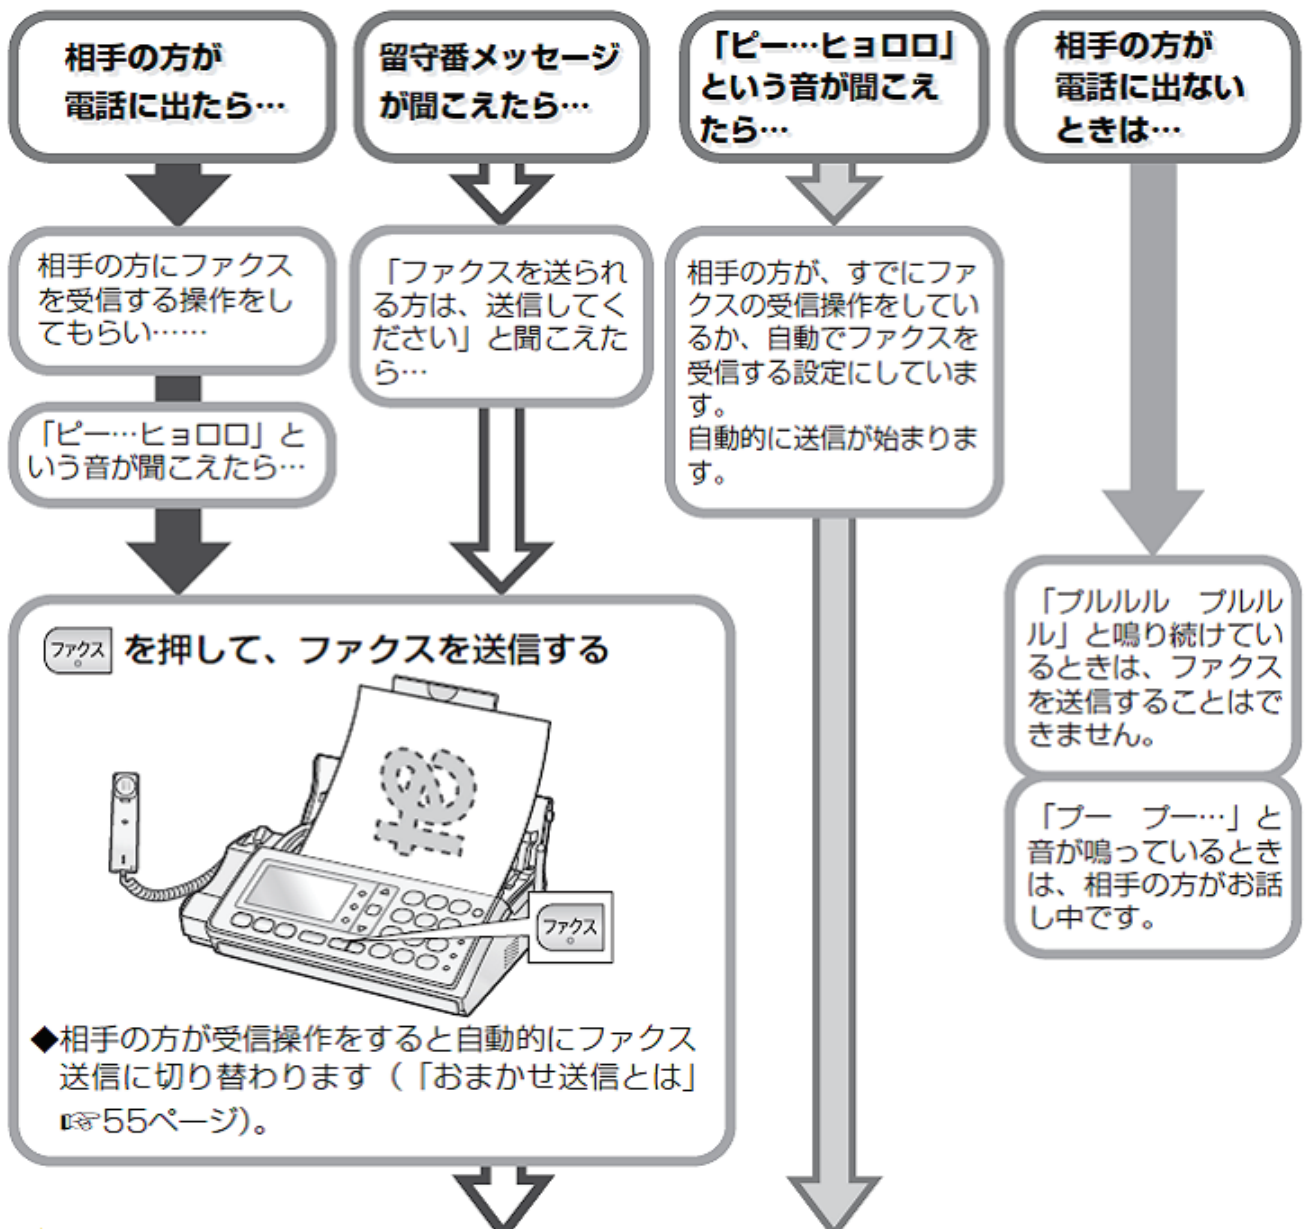 相手の方が
電話に出たら…
留守番メッセージ
が聞こえたら…
「ピー…ヒョロロ」
という音が聞こえ
たら…
相手の方が
電話に出ない
ときは…
相手の方にファクス
を受信する操作をし
てもらい……
「ピー…ヒョロロ」と
いう音が聞こえたら…
「ファクスを送られ
る方は、送信してく
ださい」と聞こえた
ら…
相手の方が、すでにファ
クスの受信操作をしてい
るか、自動でファクスを
受信する設定にしていま
す。
自動的に送信が始まりま
す。
「プルルル　プルル
ル」と鳴り続けてい
るときは、ファクス
を送信することはで
きません。
「プー　プー…」と
音が鳴っているとき
は、相手の方がお話
し中です。
ファクス を押して、ファクスを送信する
ファクス
◆相手の方が受信操作をすると自動的にファクス
送信に切り替わります（「おまかせ送信とは」
☞55ページ）。